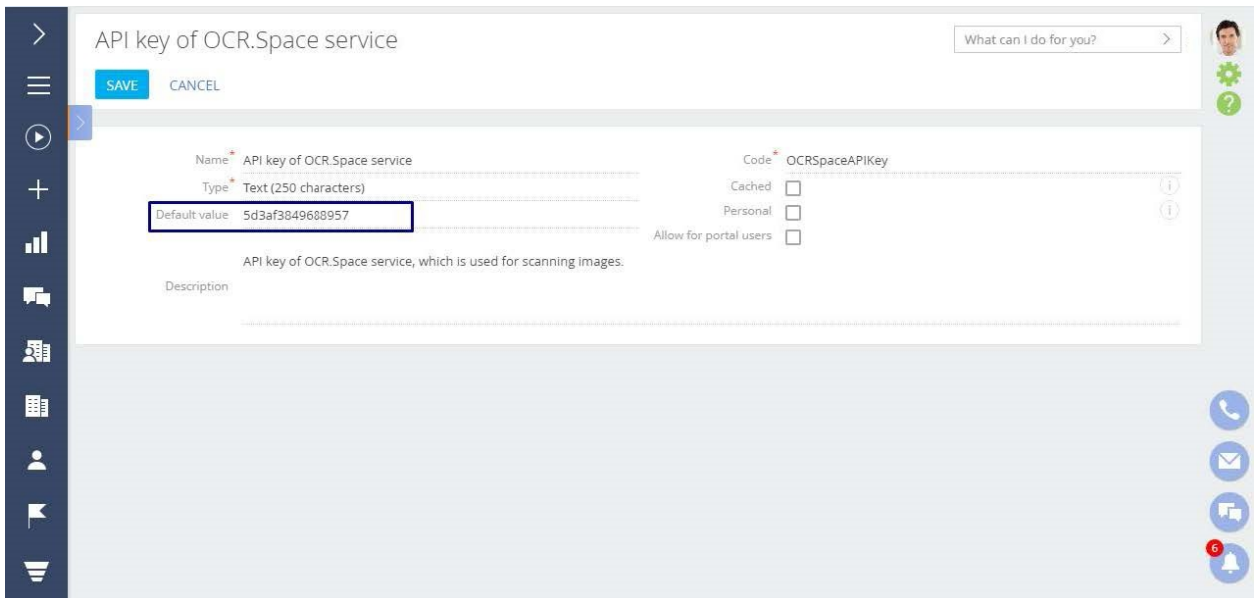 API key of OCR.Space service
What can I do for you?
SAVE CANCEL
Name* API key of OCR.Space service
Code* OCRSpaceAPIKey
Type* Text (250 characters)
Cached
Default value 5d3af3849688957
Personal
Allow for portal users
API key of OCR.Space service, which is used for scanning images.
Description
6